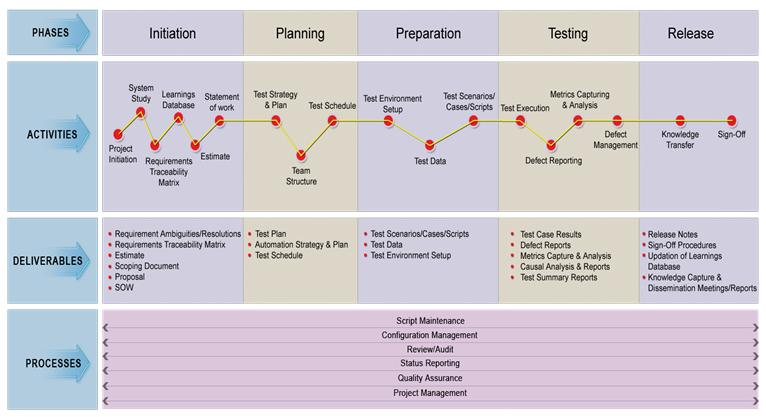 PHASES
Initiation
Planning
Preparation
Testing
Release
ACTIVITIES
System
Study
Learnings
Database
Statement
of work
Project
Initiation
Requirements
Traceability
Matrix
Estimate
Test Strategy
& Plan
Test Schedule
Team
Structure
Test Environment
Setup
Test Scenarios/
Cases/Scripts
Test Data
Test Execution
Metrics Capturing
& Analysis
Defect Reporting
Defect
Management
Knowledge
Transfer
Sign-Off
DELIVERABLES
Requirement Ambiguities/Resolutions
Requirements Traceability Matrix
Estimate
Scoping Document
Proposal
SOW
Test Plan
Automation Strategy & Plan
Test Schedule
Test Scenarios/Cases/Scripts
Test Data
Test Environment Setup
Test Case Results
Defect Reports
Metrics Capture & Analysis
Causal Analysis & Reports
Test Summary Reports
Release Notes
Sign-Off Procedures
Updation of Learnings
Database
Knowledge Capture &
Dissemination Meetings/Reports
PROCESSES
Script Maintenance
Configuration Management
Review/Audit
Status Reporting
Quality Assurance
Project Management